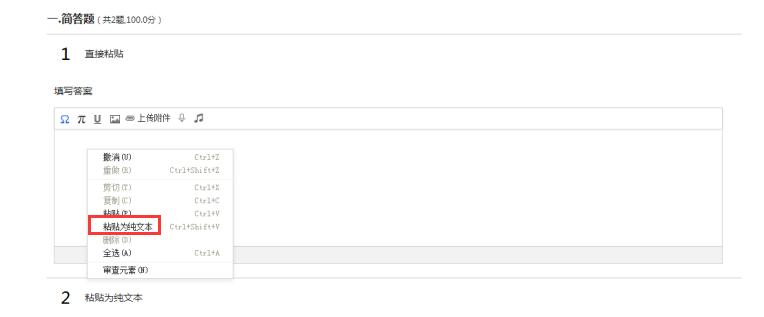 一.简答题（共2题,100.0分）
1 直接粘贴
填写答案
Ω π U 上传附件
撤消(U) Ctrl+Z
重做(R) Ctrl+Shift+Z
剪切(T) Ctrl+X
复制(C) Ctrl+C
粘贴(P) Ctrl+V
粘贴为纯文本 Ctrl+Shift+V
删除(D)
全选(A) Ctrl+A
审查元素(N)
2 粘贴为纯文本